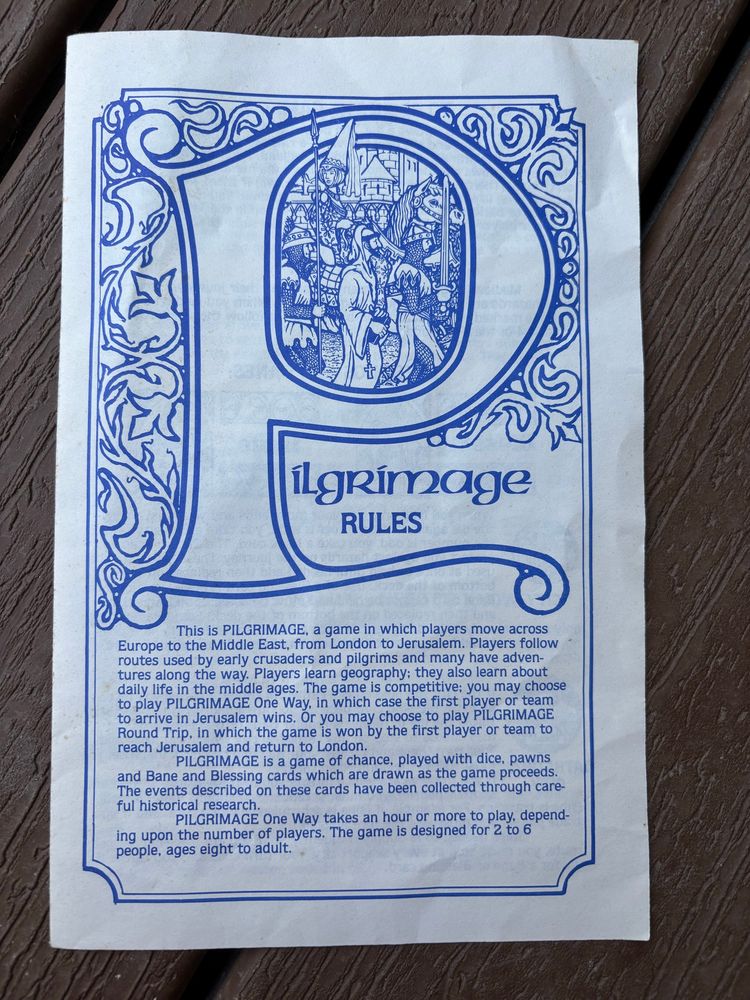 Pilgrimage
RULES
This is PILGRIMAGE, a game in which players move across
Europe to the Middle East, from London to Jerusalem. Players follow
routes used by early crusaders and pilgrims and many have adven-
tures along the way. Players learn geography; they also learn about
daily life in the middle ages. The game is competitive; you may choose
to play PILGRIMAGE One Way, in which case the first player or team
to arrive in Jerusalem wins. Or you may choose to play PILGRIMAGE
Round Trip, in which the game is won by the first player or team to
reach Jerusalem and return to London.
PILGRIMAGE is a game of chance, played with dice, pawns
and Bane and Blessing cards which are drawn as the game proceeds.
The events described on these cards have been collected through care-
ful historical research.
PILGRIMAGE One Way takes an hour or more to play, depend-
ing upon the number of players. The game is designed for 2 to 6
people, ages eight to adult.